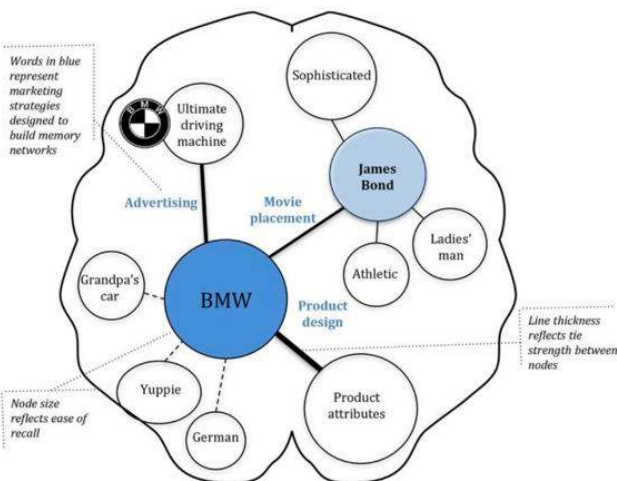 Words in blue
represent
marketing
strategies
designed to
build memory
networks
Sophisticated
BMW
Ultimate
driving
machine
James
Bond
Advertising
Movie
placement
Ladies'
man
Athletic
Grandpa's
car
BMW
Product
design
Line thickness
reflects tie
strength between
nodes
Yuppie
Product
attributes
Node size
reflects ease of
recall
German